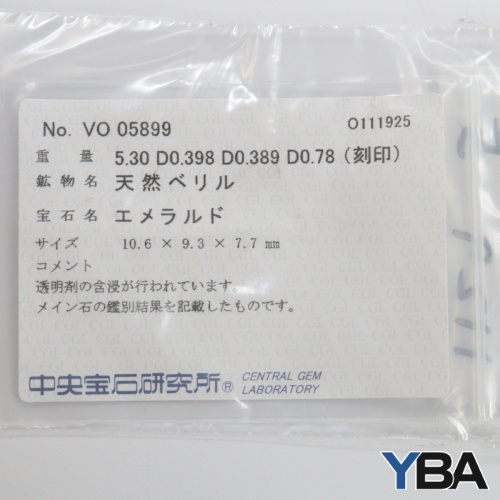 No. VO 05899 O111925
重 量 5.30 D0.398 D0.389 D0.78 (刻印)
鉱物名 天然ベリル
宝石名 エメラルド
サイズ 10.6 × 9.3 × 7.7 mm
コメント
透明剤の含浸が行われています。
メイン石の鑑別結果を記載したものです。
中央宝石研究所® CENTRAL GEM
LABORATORY
YBA